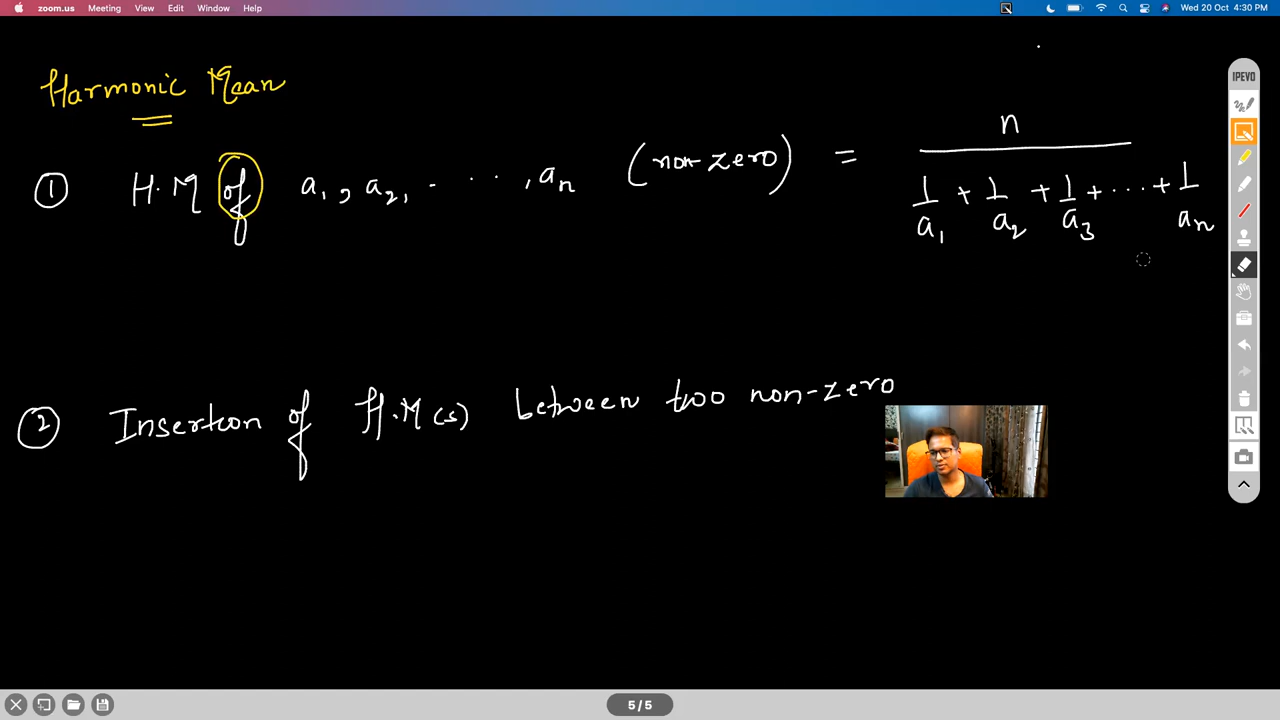 zoom.us Meeting View Edit Window Help Wed 20 Oct 4:30 PM
IPEVO
Harmonic Mean
① H.M of a₁, a₂, - - - -, aₙ (non-zero) = n / (1/a₁ + 1/a₂ + 1/a₃ + ... + 1/aₙ)
② Insertion of H.M(s) between two non-zero
5/5